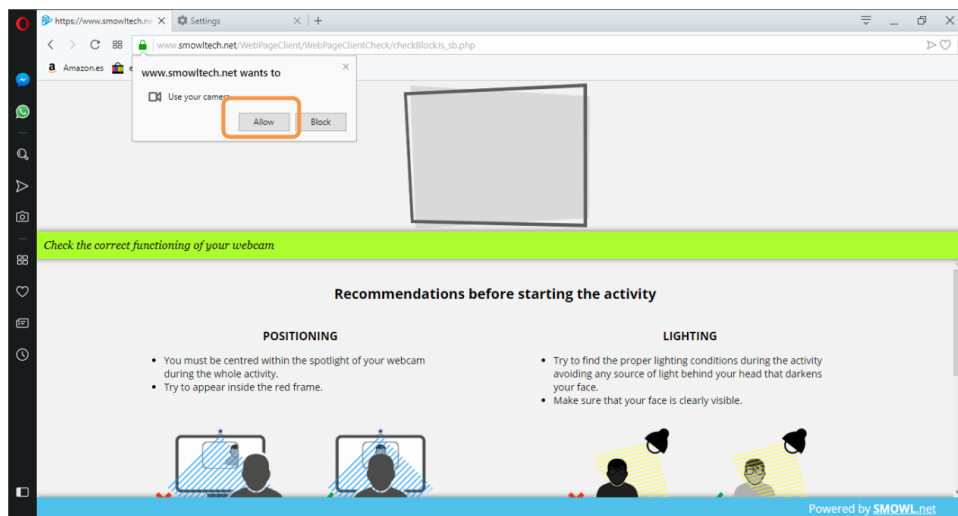 https://www.smowltech.ne
Settings
www.smowltech.net/WebPageClient/WebPageClientCheck/checkBlockJs_sb.php
Amazon.es
www.smowltech.net wants to
Use your camera
Allow
Block
Check the correct functioning of your webcam
Recommendations before starting the activity
POSITIONING
You must be centred within the spotlight of your webcam
during the whole activity.
Try to appear inside the red frame.
LIGHTING
Try to find the proper lighting conditions during the activity
avoiding any source of light behind your head that darkens
your face.
Make sure that your face is clearly visible.
Powered by SMOWL.net